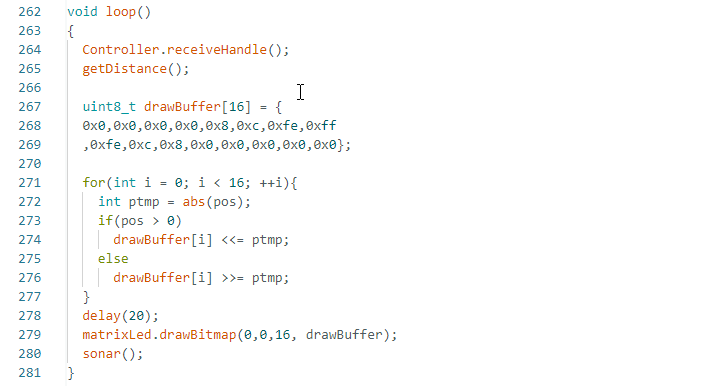 262 void loop()
263 {
264   Controller.receiveHandle();
265   getDistance();
266
267   uint8_t drawBuffer[16] = {
268   0x0,0x0,0x0,0x0,0x8,0xc,0xfe,0xff
269   ,0xfe,0xc,0x8,0x0,0x0,0x0,0x0,0x0};
270
271   for(int i = 0; i < 16; ++i){
272     int ptmp = abs(pos);
273     if(pos > 0)
274       drawBuffer[i] <<= ptmp;
275     else
276       drawBuffer[i] >>= ptmp;
277   }
278   delay(20);
279   matrixLed.drawBitmap(0,0,16, drawBuffer);
280   sonar();
281 }